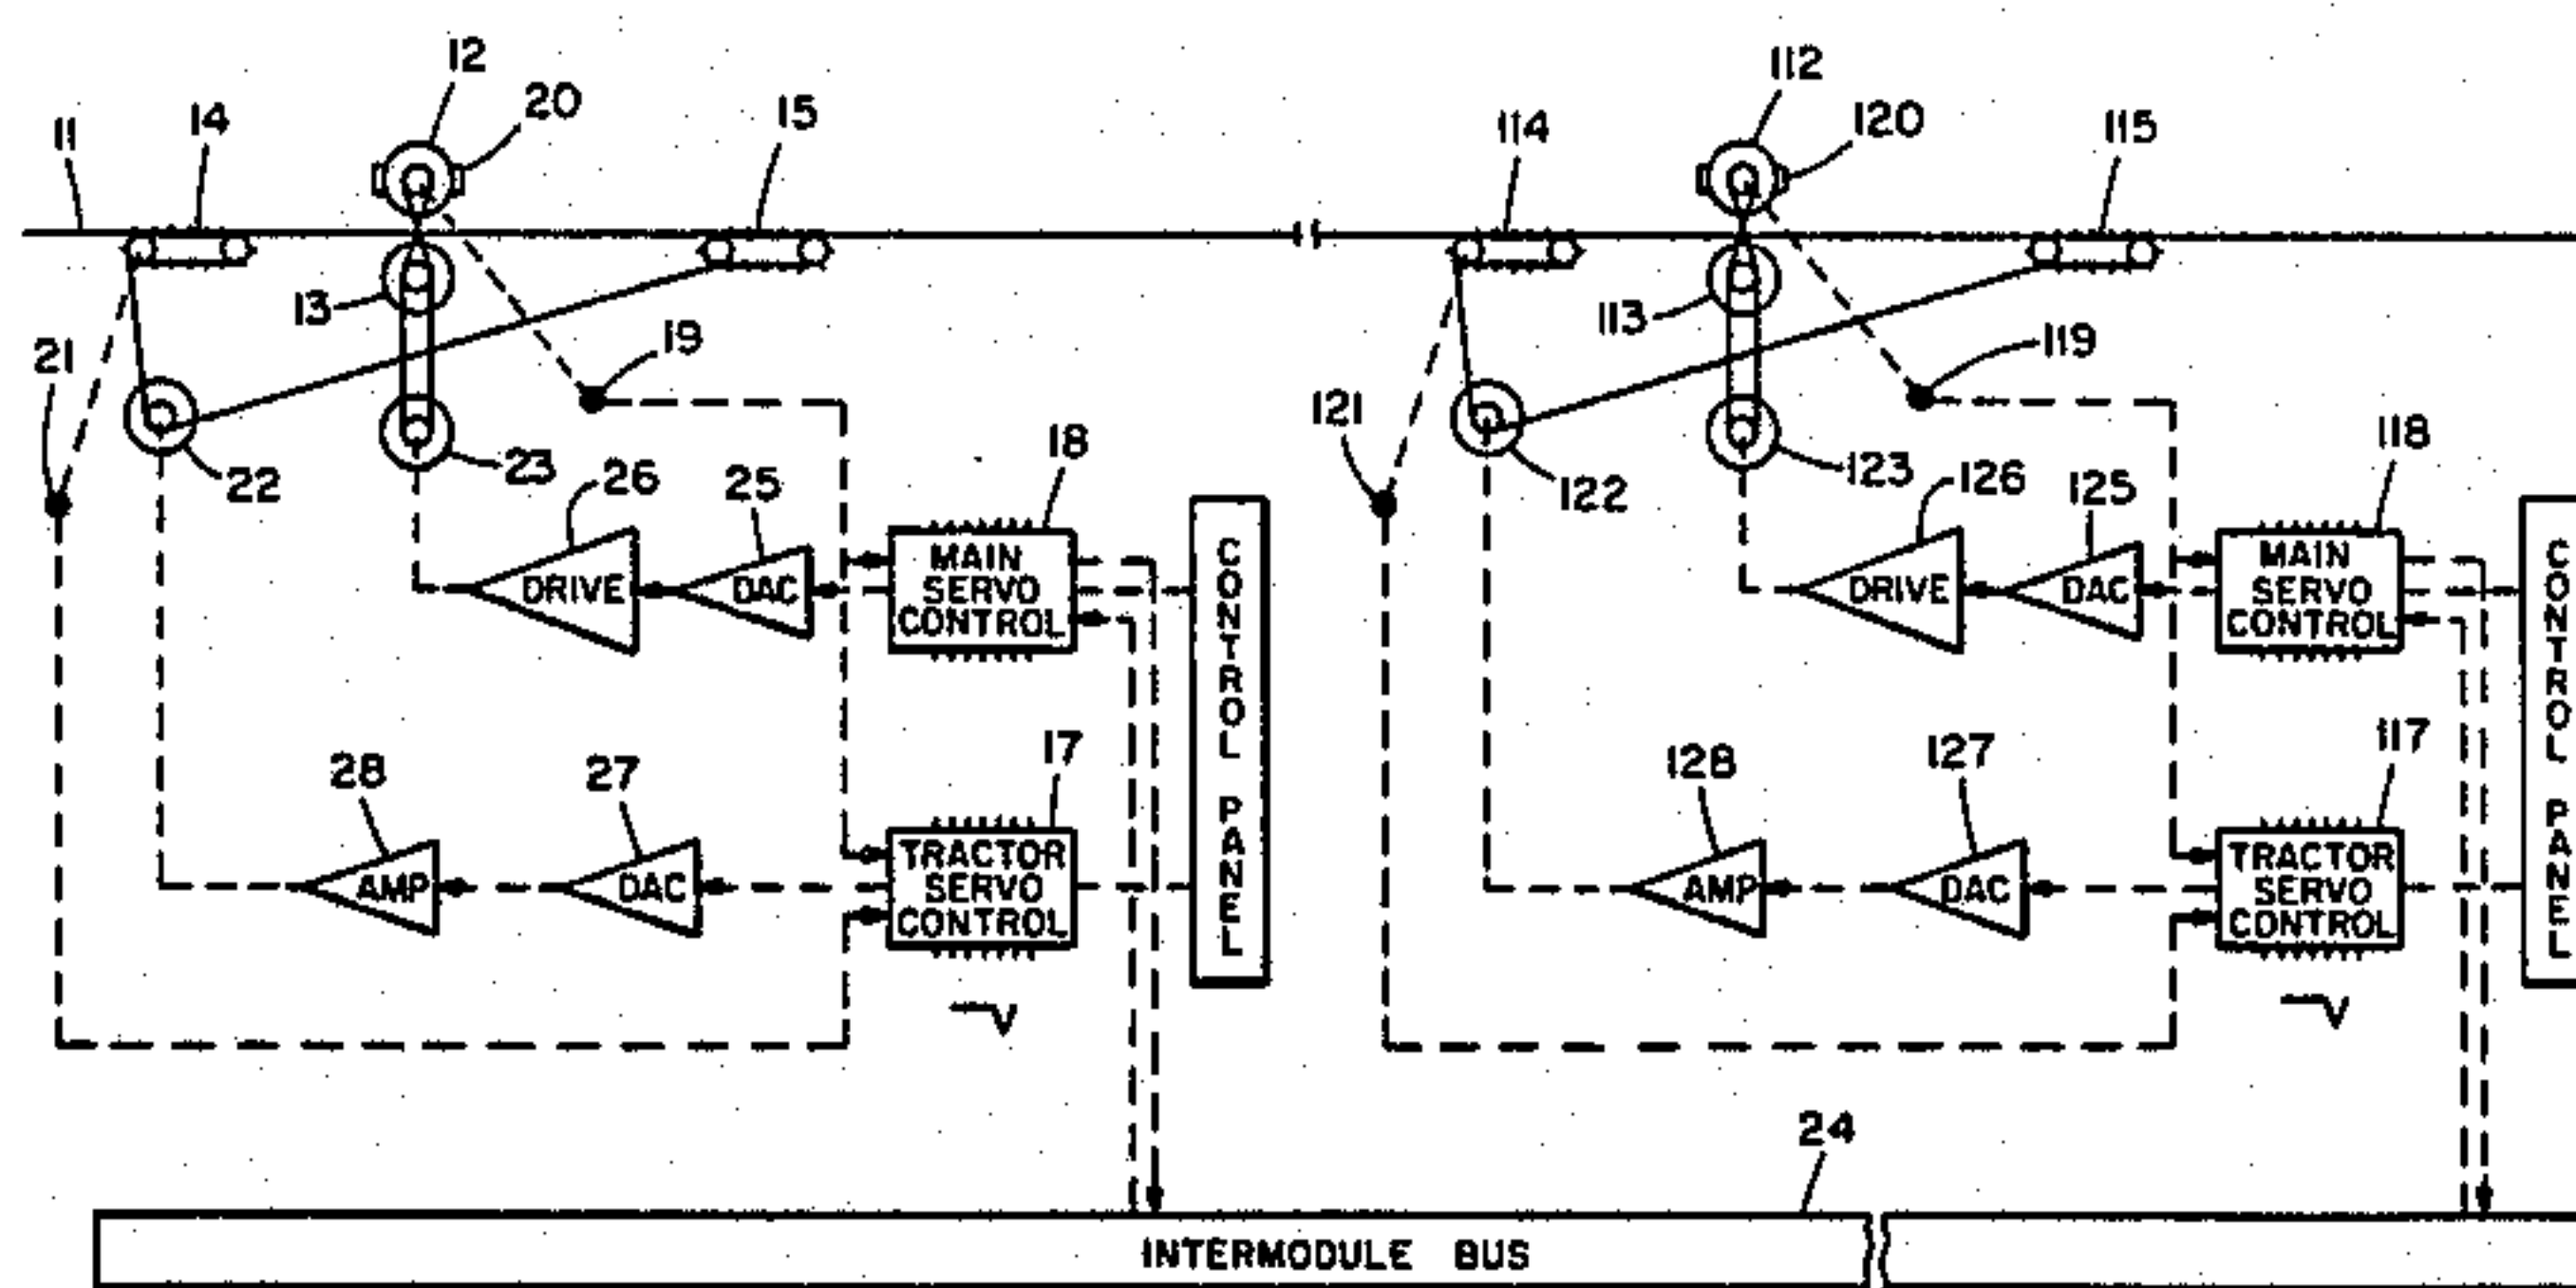 12
112
20
120
11
14
15
114
115
13
113
21
19
119
121
18
118
22
23
26
25
122
123
126
125
MAIN
SERVO
CONTROL
DRIVE
DAC
CONTROL PANEL
MAIN
SERVO
CONTROL
DRIVE
DAC
CONTROL PANEL
28
27
17
128
127
117
TRACTOR
SERVO
CONTROL
AMP
DAC
TRACTOR
SERVO
CONTROL
AMP
DAC
24
INTERMODULE BUS